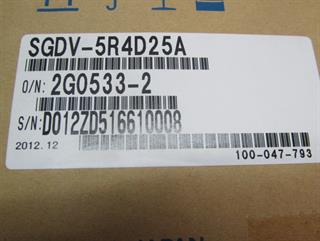 SGDV-5R4D25A
O/N: 2G0533-2
S/N: D012ZD516610008
2012.12
100-047-793